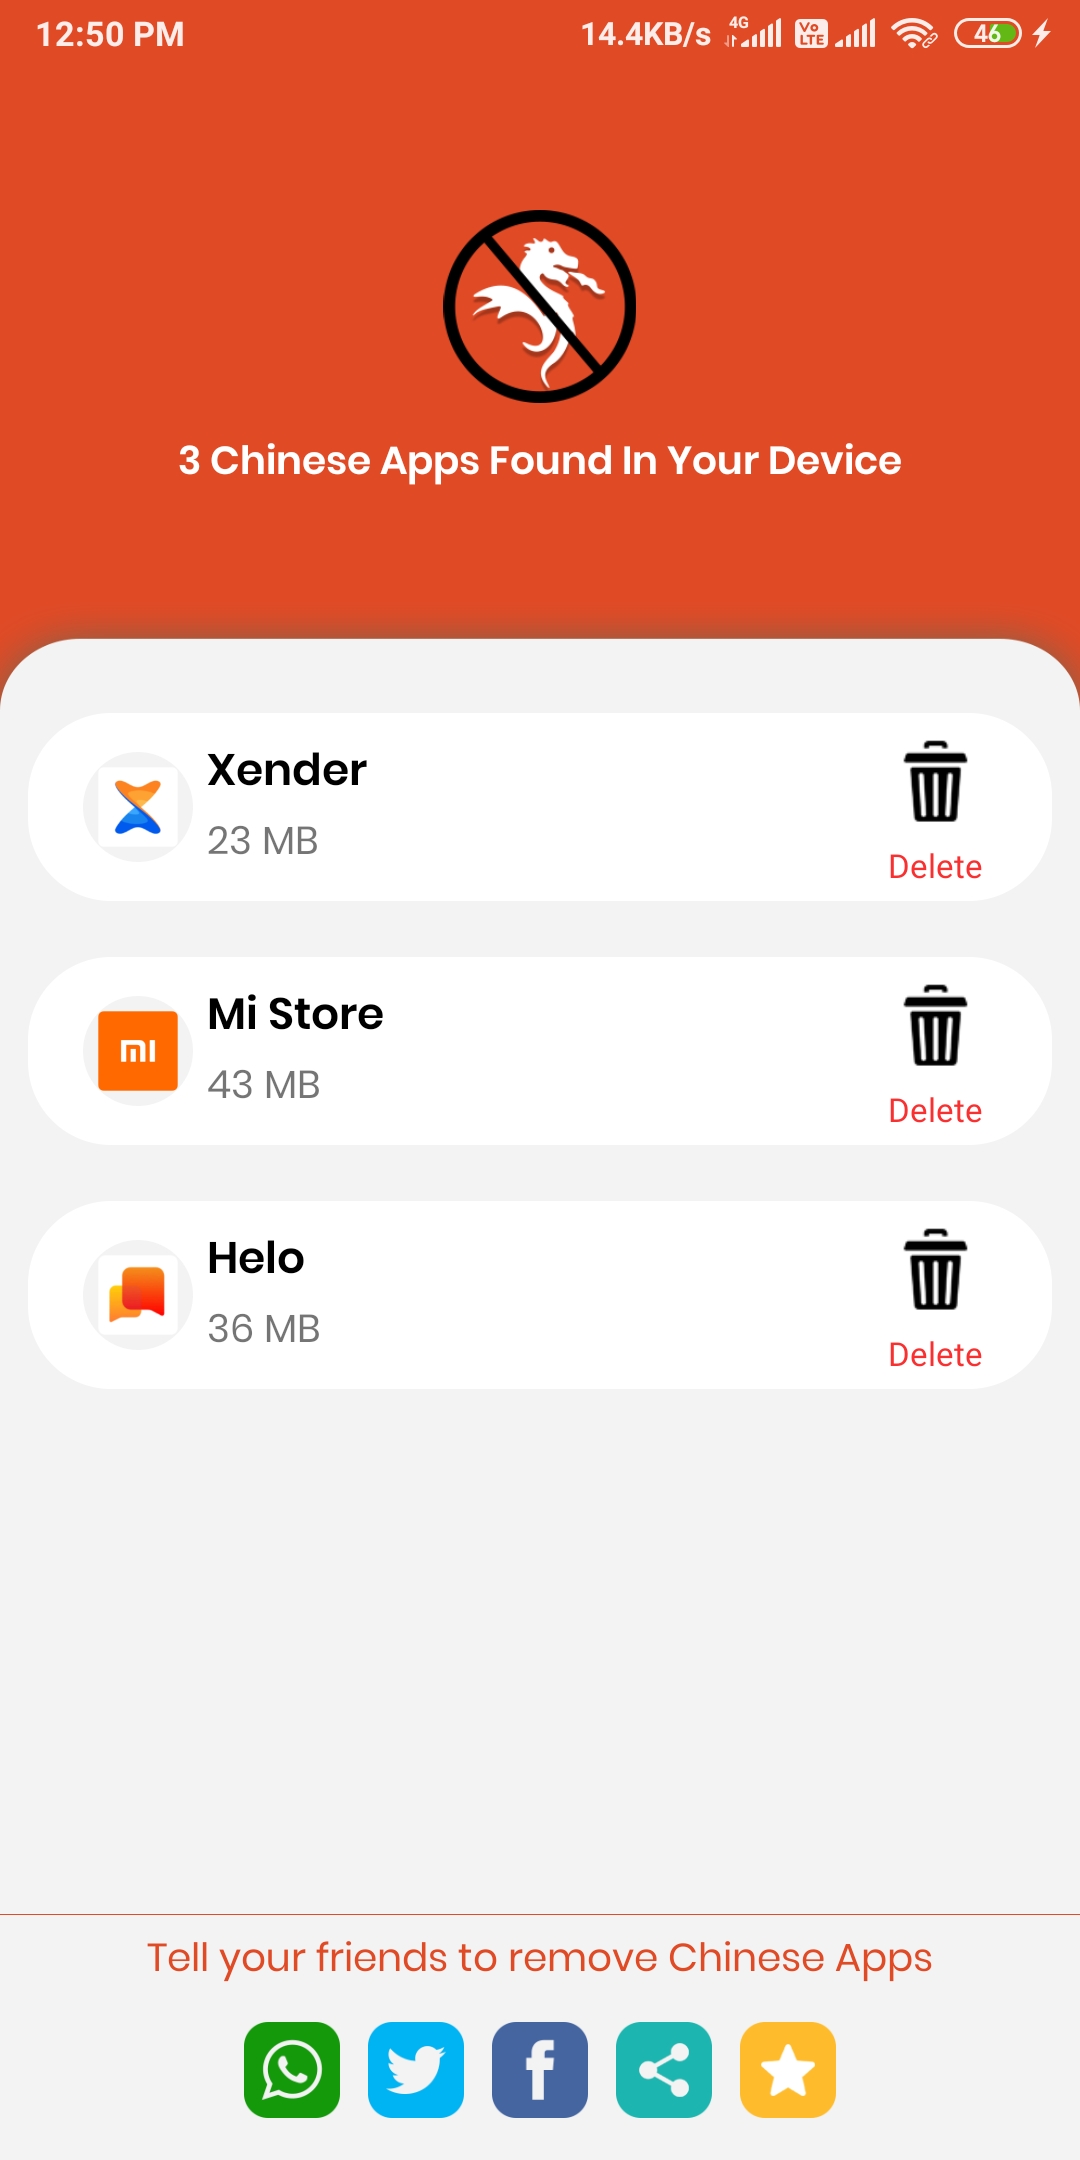 12:50 PM 14.4KB/s 4G Vo LTE 46
3 Chinese Apps Found In Your Device
Xender
23 MB
Delete
mi Mi Store
43 MB
Delete
Helo
36 MB
Delete
Tell your friends to remove Chinese Apps